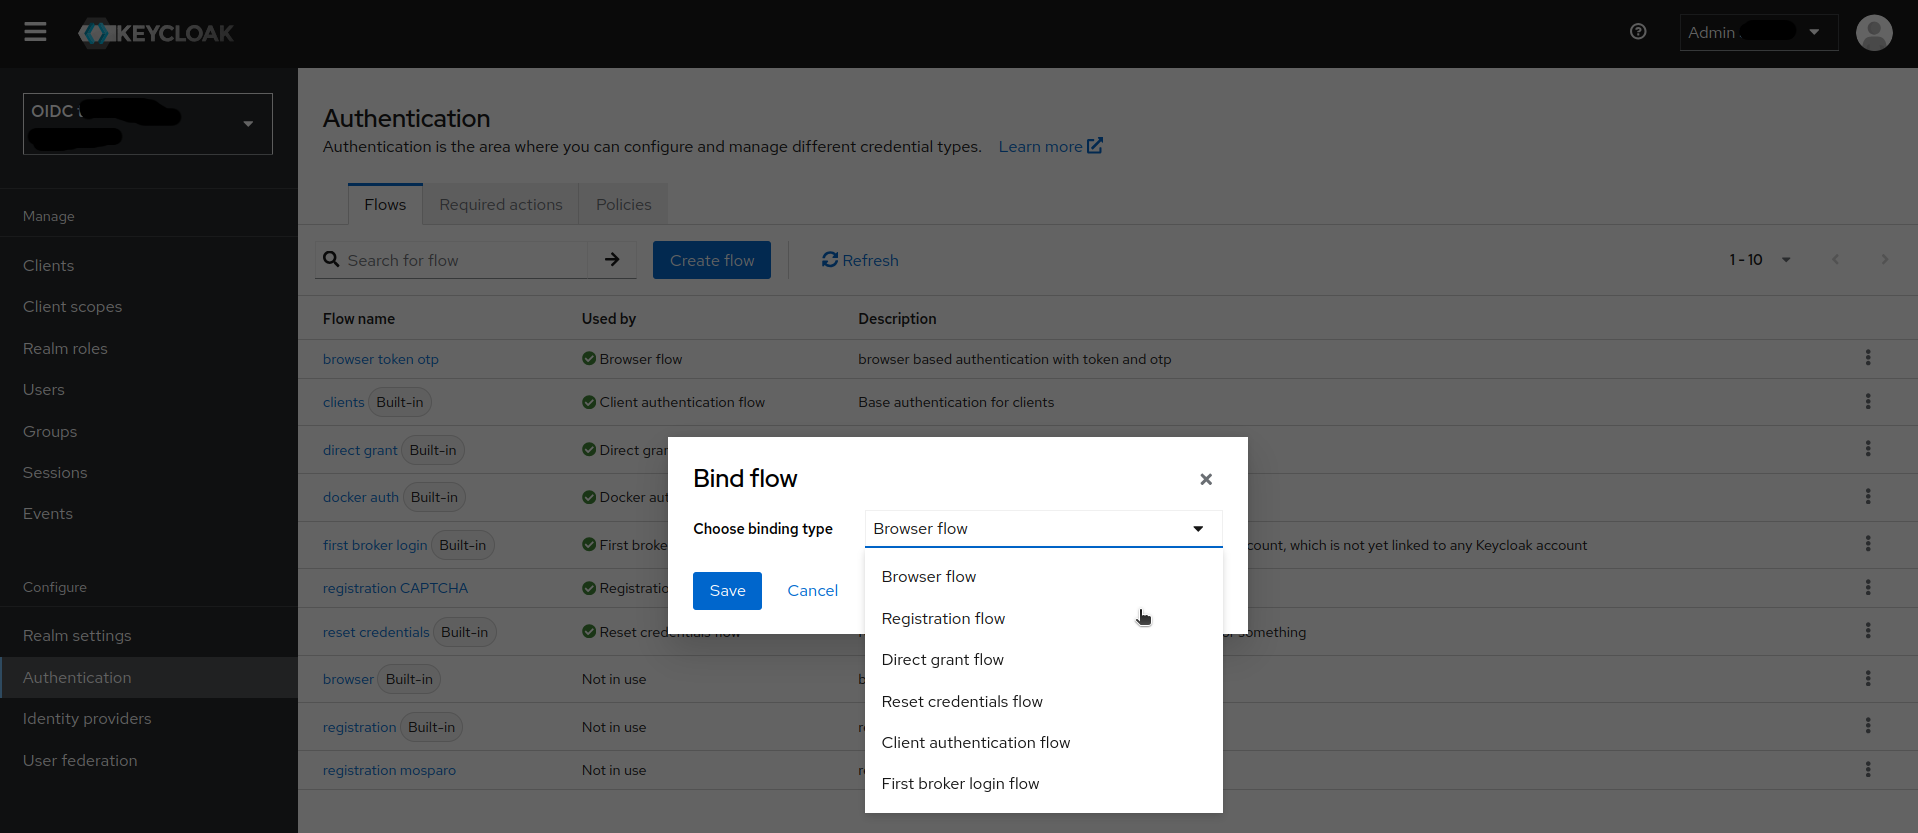 KEYCLOAK
Admin
OIDC
Manage
Clients
Client scopes
Realm roles
Users
Groups
Sessions
Events
Configure
Realm settings
Authentication
Identity providers
User federation
Authentication
Authentication is the area where you can configure and manage different credential types. Learn more
Flows Required actions Policies
Search for flow Create flow Refresh 1 - 10
Flow name Used by Description
browser token otp Browser flow browser based authentication with token and otp
clients Built-in Client authentication flow Base authentication for clients
direct grant Built-in Direct
docker auth Built-in Docker
first broker login Built-in First which is not yet linked to any Keycloak account
registration CAPTCHA
reset credentials Built-in Reset something
browser Built-in Not in use
registration Built-in Not in use
registration mosparo Not in use
Bind flow
Choose binding type Browser flow
Save Cancel
Browser flow
Registration flow
Direct grant flow
Reset credentials flow
Client authentication flow
First broker login flow